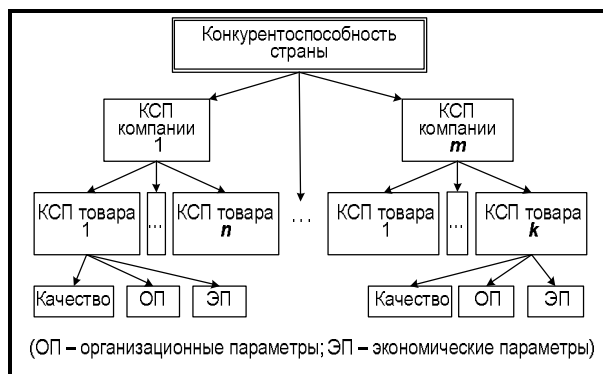 Конкурентоспособность
страны
КСП
компании
1
КСП
компании
m
КСП товара
1
...
КСП товара
n
...
КСП товара
1
...
КСП товара
k
Качество
ОП
ЭП
Качество
ОП
ЭП
(ОП – организационные параметры; ЭП – экономические параметры)